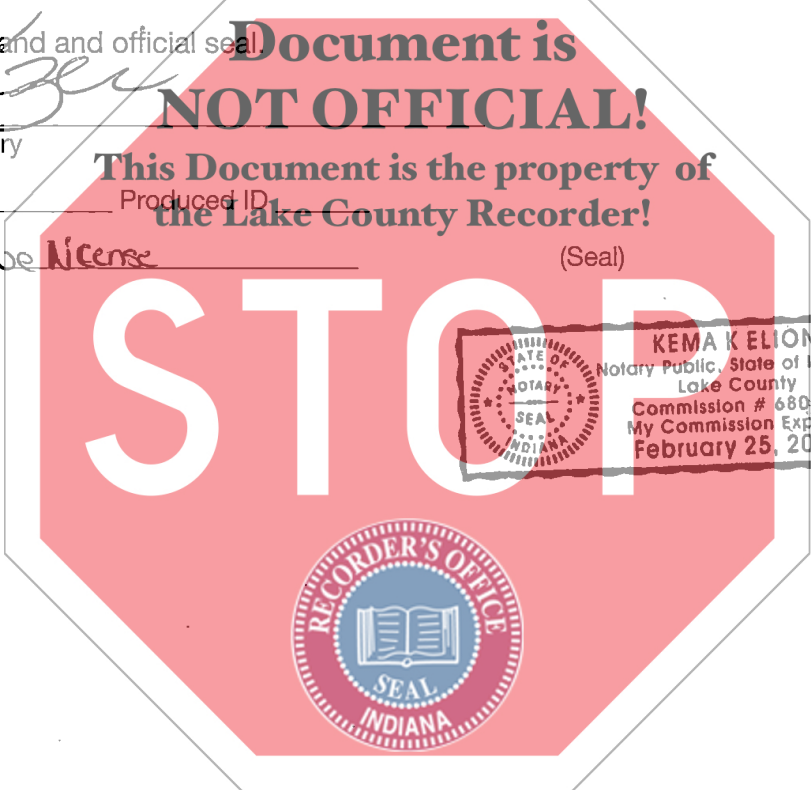 and and official seal.
Document is
NOT OFFICIAL!
ry
This Document is the property of
Produced ID
the Lake County Recorder!
License
(Seal)
STOP
KEMA K ELION
Notary Public, State of I
Lake County
Commission # 680
My Commission Exp
February 25, 20
STATE OF
NOTARY
SEAL
INDIANA
RECORDER'S OFFICE
SEAL
INDIANA